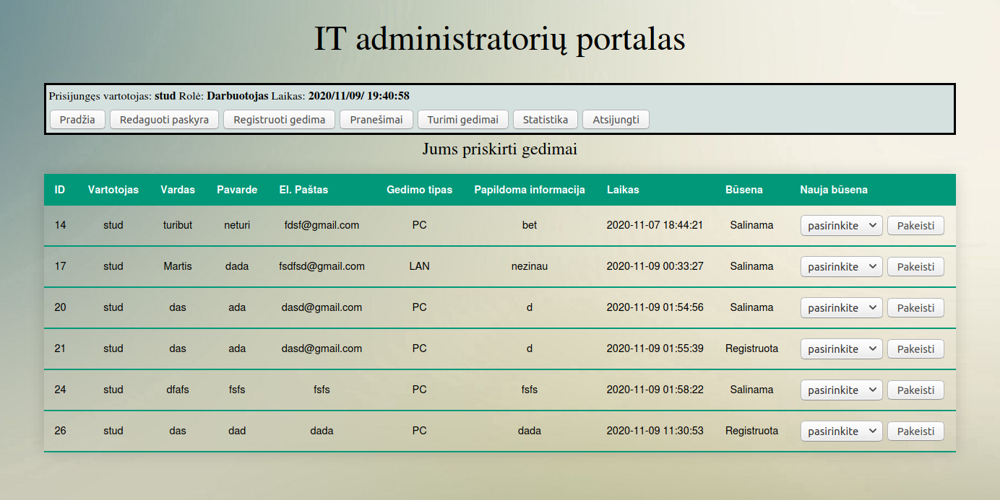 IT administratorių portalas
Prisijungęs vartotojas: stud Rolė: Darbuotojas Laikas: 2020/11/09/ 19:40:58
Pradžia Redaguoti paskyra Registruoti gedima Pranešimai Turimi gedimai Statistika Atsijungti
Jums priskirti gedimai
ID Vartotojas Vardas Pavarde El. Paštas Gedimo tipas Papildoma informacija Laikas Būsena Nauja būsena
14 stud turibut neturi fdsf@gmail.com PC bet 2020-11-07 18:44:21 Salinama pasirinkite Pakeisti
17 stud Martis dada fsdfsd@gmail.com LAN nezinau 2020-11-09 00:33:27 Salinama pasirinkite Pakeisti
20 stud das ada dasd@gmail.com PC d 2020-11-09 01:54:56 Salinama pasirinkite Pakeisti
21 stud das ada dasd@gmail.com PC d 2020-11-09 01:55:39 Registruota pasirinkite Pakeisti
24 stud dfafs fsfs fsfs PC fsfs 2020-11-09 01:58:22 Salinama pasirinkite Pakeisti
26 stud das dad dada PC dada 2020-11-09 11:30:53 Registruota pasirinkite Pakeisti